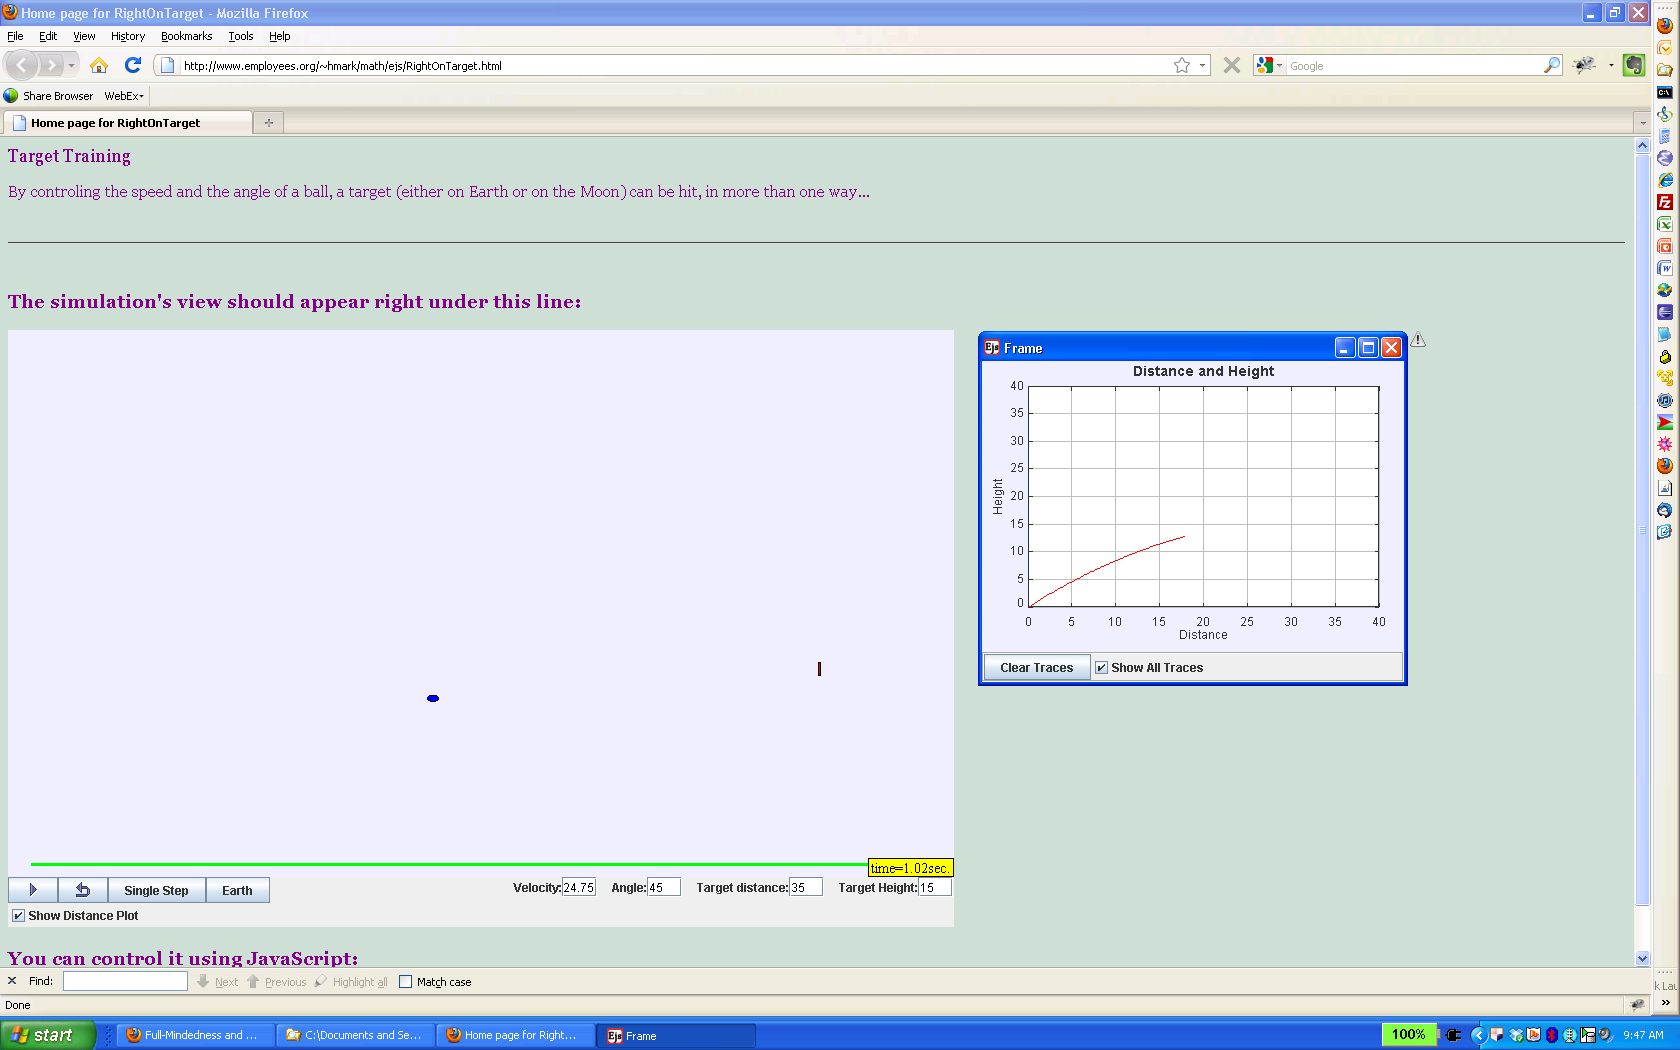 Home page for RightOnTarget - Mozilla Firefox
File Edit View History Bookmarks Tools Help
http://www.employees.org/~hmark/math/ejs/RightOnTarget.html
Google
Share Browser WebEx
Home page for RightOnTarget
Target Training
By controling the speed and the angle of a ball, a target (either on Earth or on the Moon) can be hit, in more than one way...
The simulation's view should appear right under this line:
Ejs Frame
Distance and Height
40
35
30
25
20
15
10
5
0
Height
0 5 10 15 20 25 30 35 40
Distance
Clear Traces Show All Traces
time=1.02sec.
Single Step Earth Velocity: 24.75 Angle: 45 Target distance: 35 Target Height: 15
Show Distance Plot
You can control it using JavaScript:
Find: Next Previous Highlight all Match case
Done
k Lau
start Full-Mindedness and ... C:\Documents and Se... Home page for Right... Ejs Frame 100% 9:47 AM